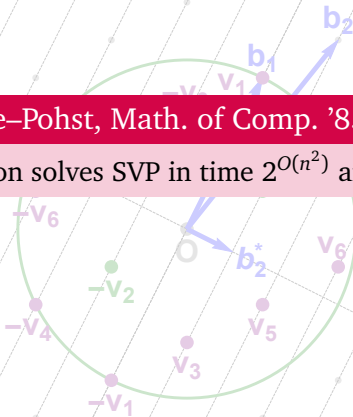 b₂
b₁
v₁
e–Pohst, Math. of Comp. '8
on solves SVP in time 2^{O(n²)} a
–v₆
O
b₂*
v₆
–v₂
–v₄
v₅
v₃
–v₁